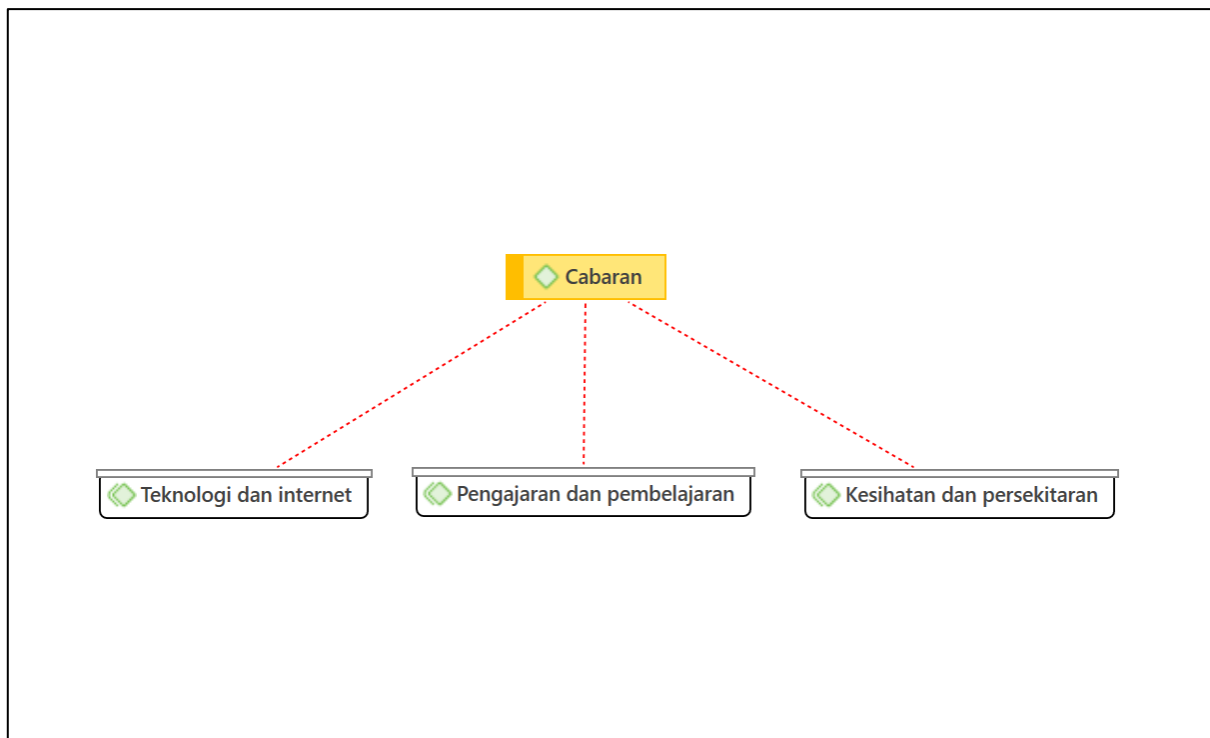 Cabaran
Teknologi dan internet
Pengajaran dan pembelajaran
Kesihatan dan persekitaran